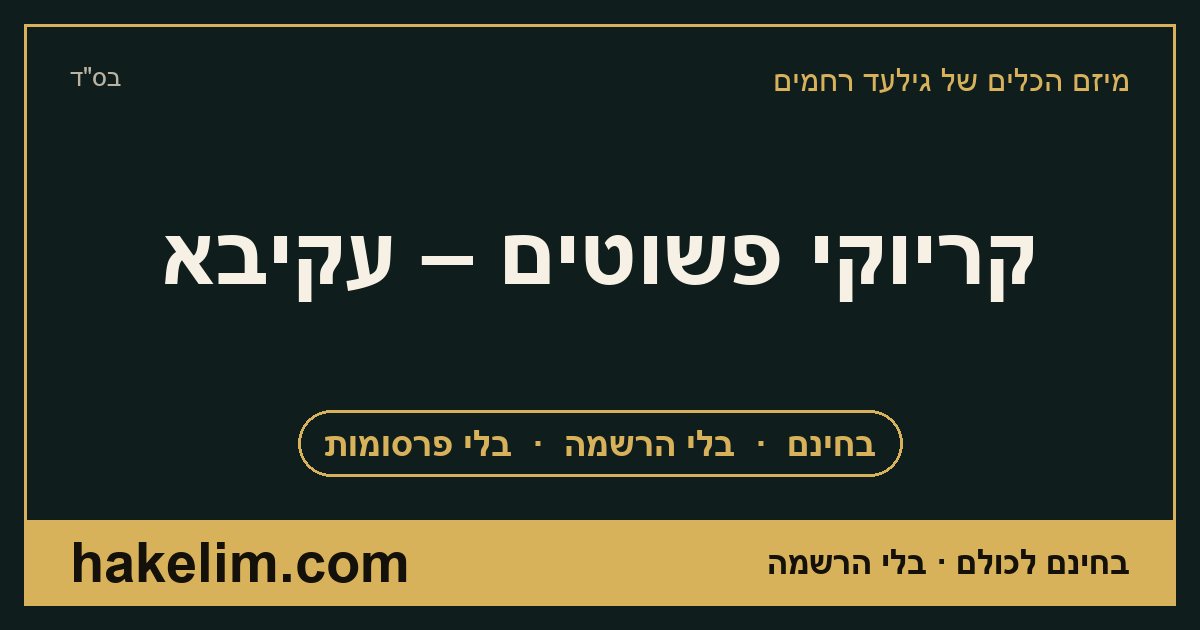 מיזם הכלים של גילעד רחמים
בס"ד
קריוקי פשוטים – עקיבא
בחינם · בלי הרשמה · בלי פרסומות
בחינם לכולם · בלי הרשמה
hakelim.com